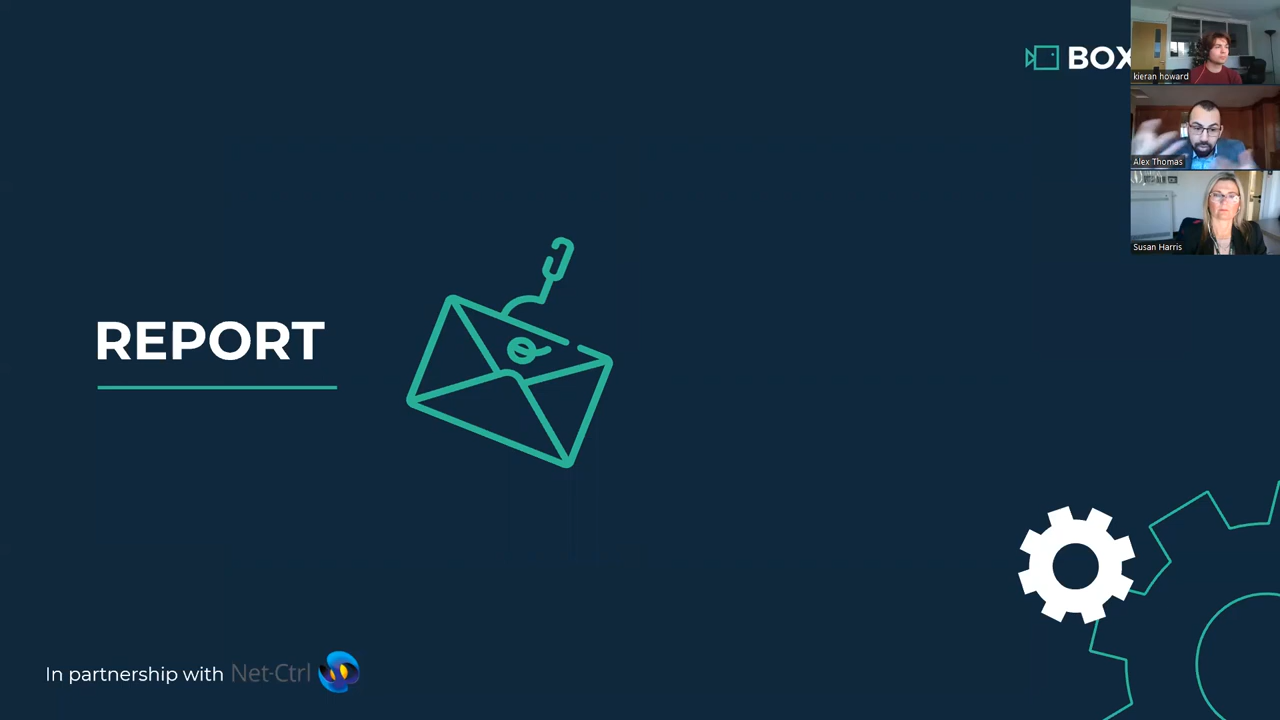 BOX
kieran howard
Alex Thomas
Susan Harris
REPORT
In partnership with Net-Ctrl